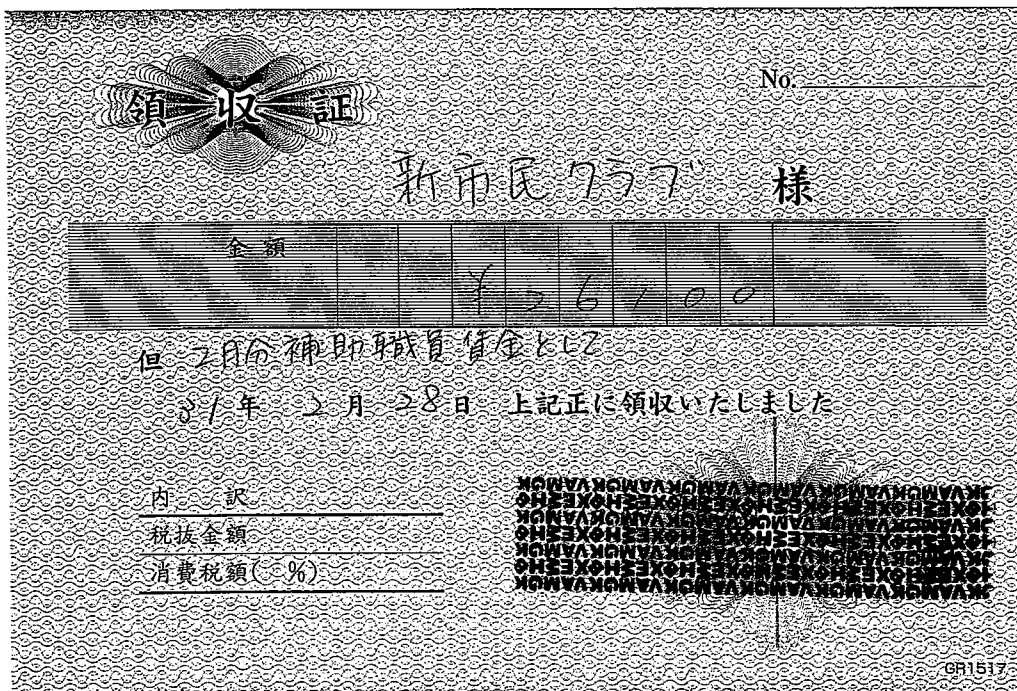 領収証
No.
新市民クラブ 様
金額
¥26100
但 2月分補助職員賃金として
31年 2月 28日 上記正に領収いたしました
内 訳
税抜金額
消費税額( %)
GR1517